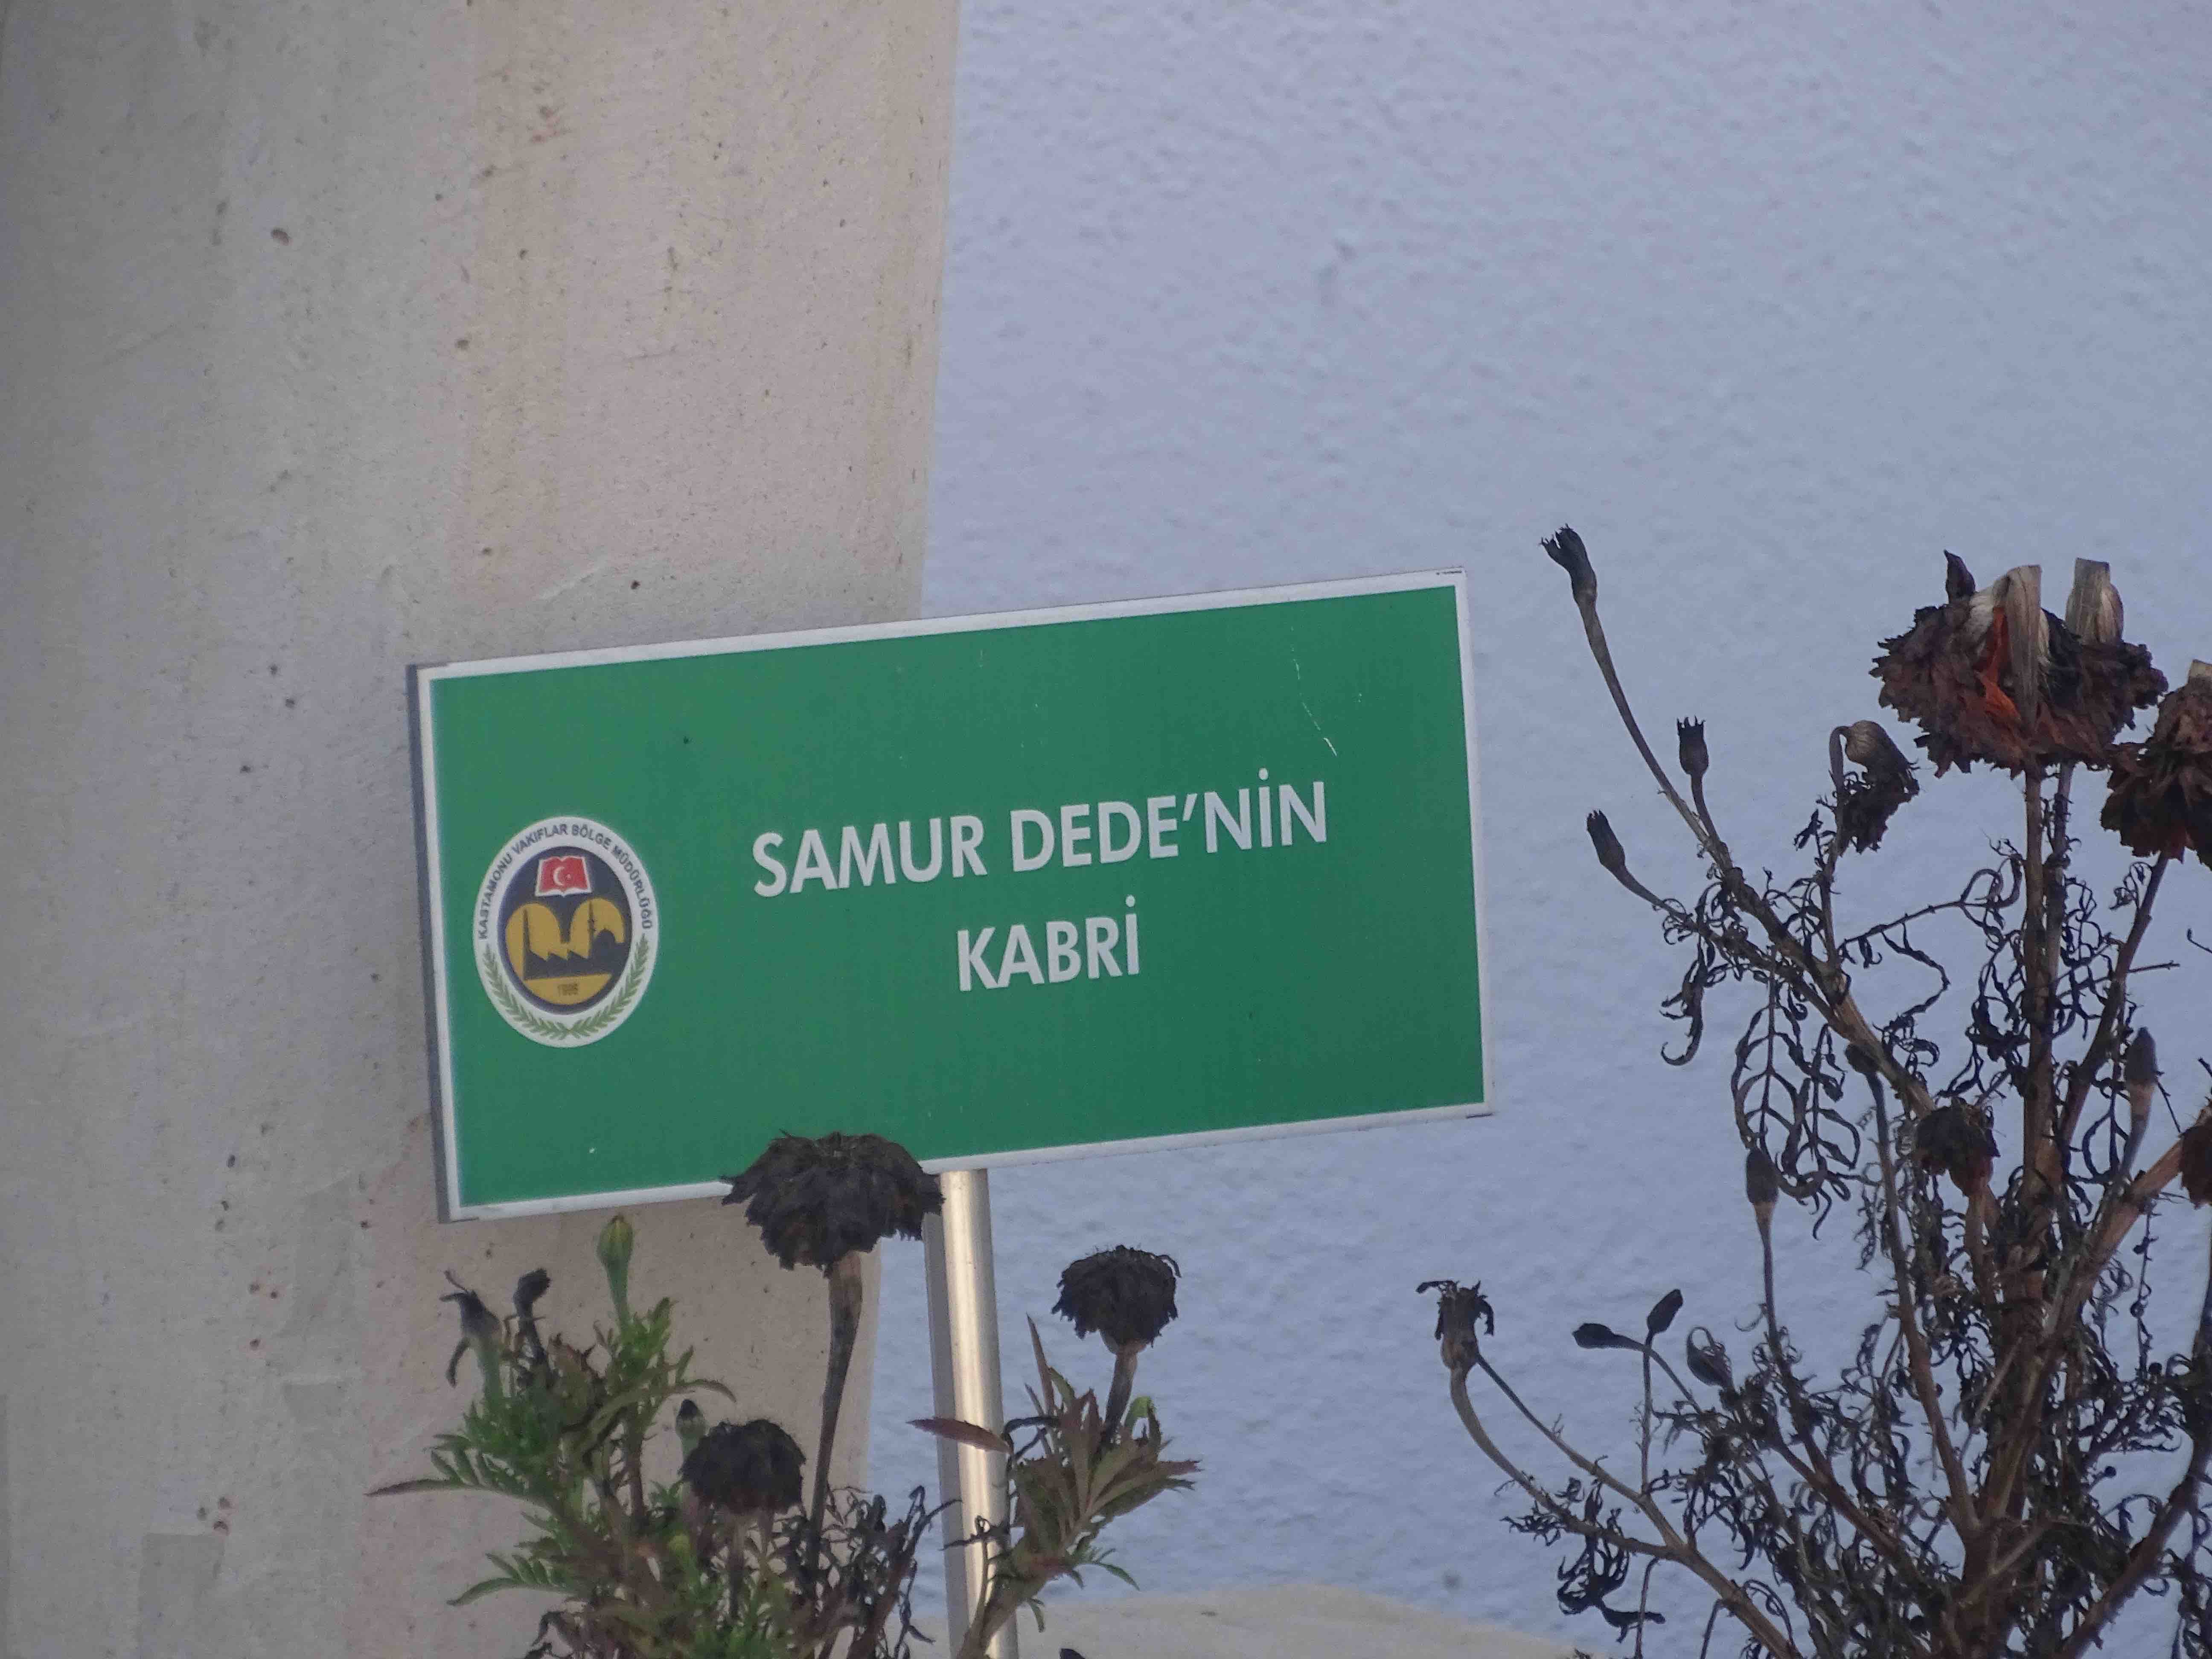 KASTAMONU VAKIFLAR BÖLGE MÜDÜRLÜĞÜ
SAMUR DEDE'NİN
KABRİ